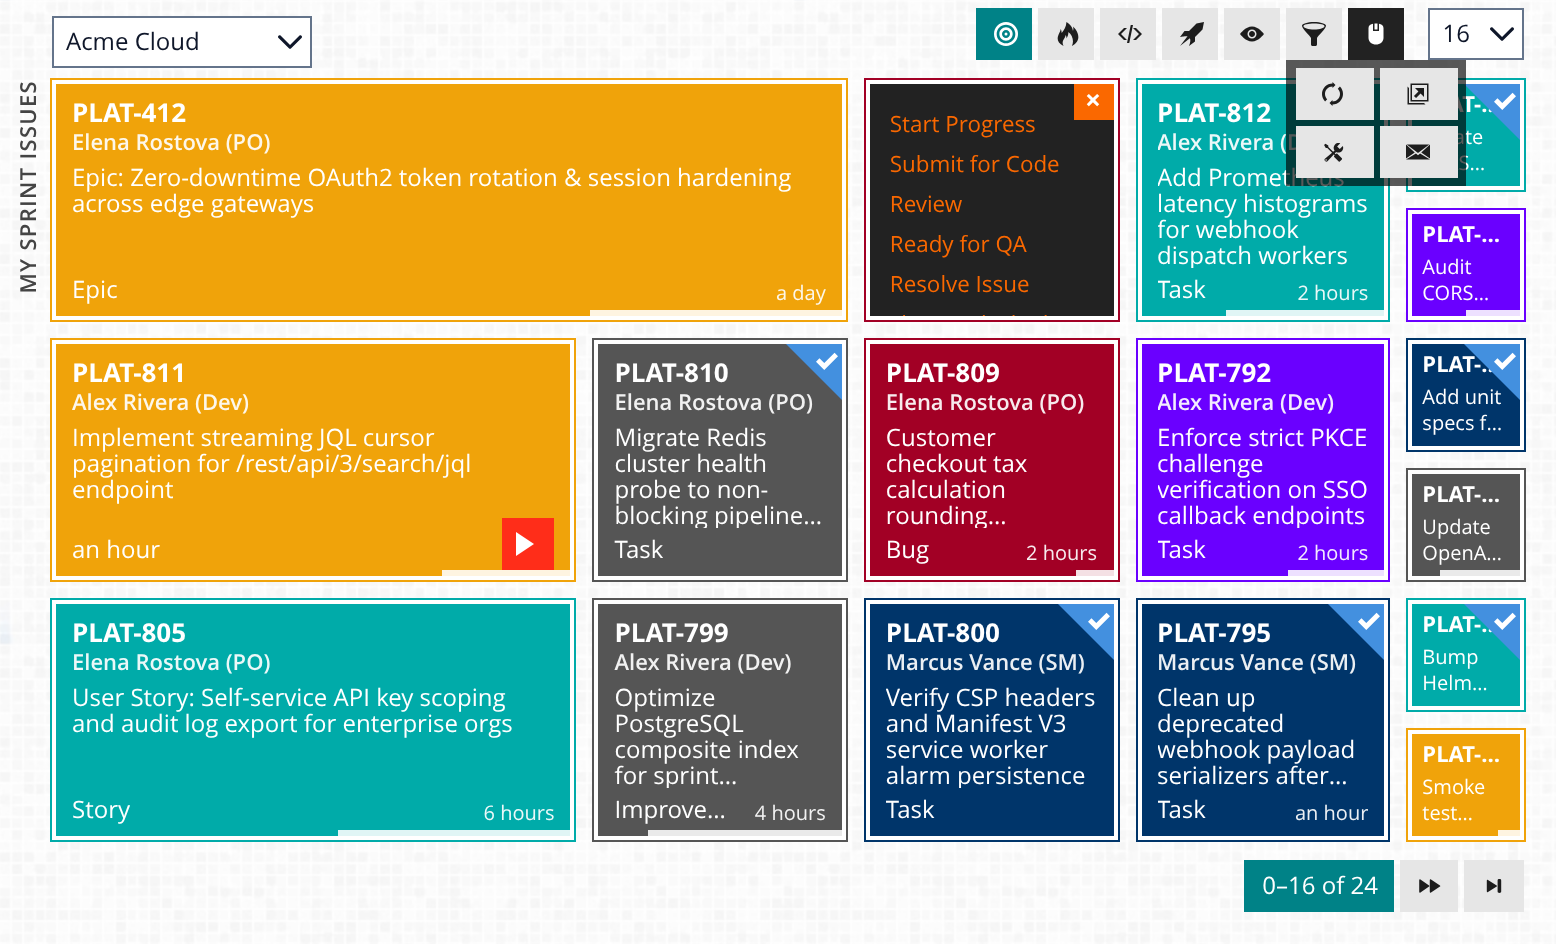 Acme Cloud
16
MY SPRINT ISSUES
PLAT-412
Elena Rostova (PO)
Epic: Zero-downtime OAuth2 token rotation & session hardening
across edge gateways
Epic
a day
Start Progress
Submit for Code
Review
Ready for QA
Resolve Issue
PLAT-812
Alex Rivera
Add Prometheus
latency histograms
for webhook
dispatch workers
Task
2 hours
PLAT-...
Audit
CORS...
PLAT-811
Alex Rivera (Dev)
Implement streaming JQL cursor
pagination for /rest/api/3/search/jql
endpoint
an hour
PLAT-810
Elena Rostova (PO)
Migrate Redis
cluster health
probe to non-
blocking pipeline...
Task
PLAT-809
Elena Rostova (PO)
Customer
checkout tax
calculation
rounding...
Bug
2 hours
PLAT-792
Alex Rivera (Dev)
Enforce strict PKCE
challenge
verification on SSO
callback endpoints
Task
2 hours
PLAT-...
Add unit
specs f...
PLAT-...
Update
OpenA...
PLAT-805
Elena Rostova (PO)
User Story: Self-service API key scoping
and audit log export for enterprise orgs
Story
6 hours
PLAT-799
Alex Rivera (Dev)
Optimize
PostgreSQL
composite index
for sprint...
Improve...
4 hours
PLAT-800
Marcus Vance (SM)
Verify CSP headers
and Manifest V3
service worker
alarm persistence
Task
PLAT-795
Marcus Vance (SM)
Clean up
deprecated
webhook payload
serializers after...
Task
an hour
PLAT-...
Bump
Helm...
PLAT-...
Smoke
test...
0–16 of 24